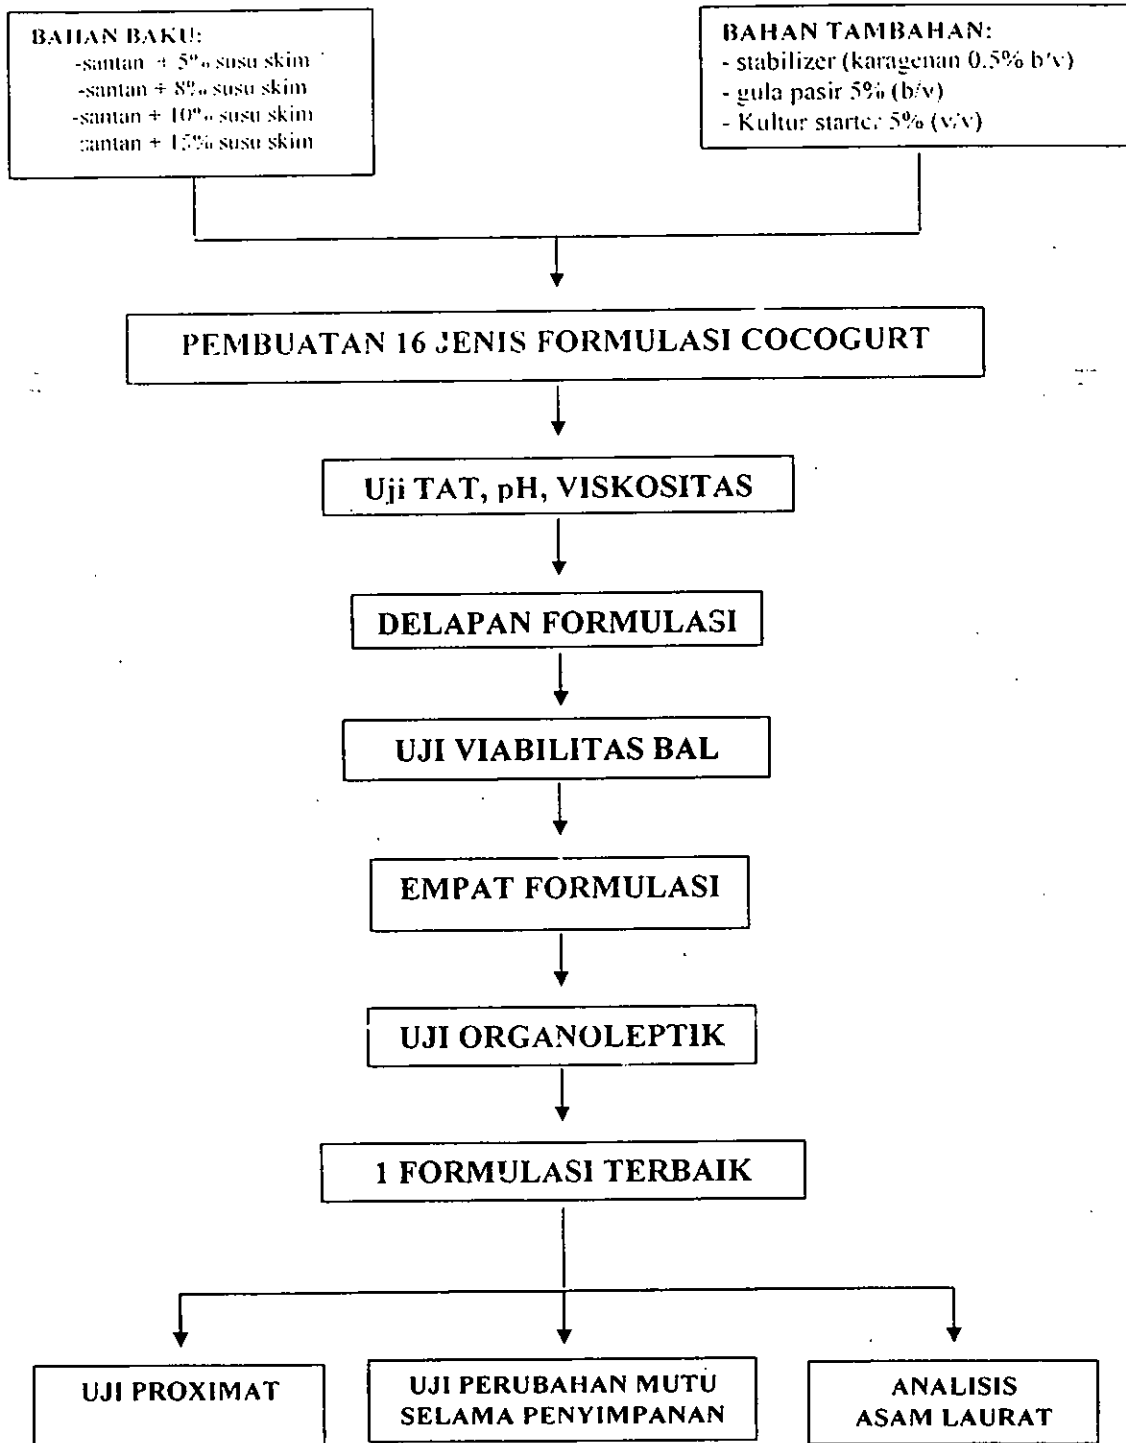 BAHAN BAKU:
-santan + 5% susu skim
-santan + 8% susu skim
-santan + 10% susu skim
santan + 15% susu skim
BAHAN TAMBAHAN:
- stabilizer (karagenan 0.5% b/v)
- gula pasir 5% (b/v)
- Kultur starter 5% (v/v)
PEMBUATAN 16 JENIS FORMULASI COCOGURT
Uji TAT, pH, VISKOSITAS
DELAPAN FORMULASI
UJI VIABILITAS BAL
EMPAT FORMULASI
UJI ORGANOLEPTIK
1 FORMULASI TERBAIK
UJI PROXIMAT
UJI PERUBAHAN MUTU
SELAMA PENYIMPANAN
ANALISIS
ASAM LAURAT